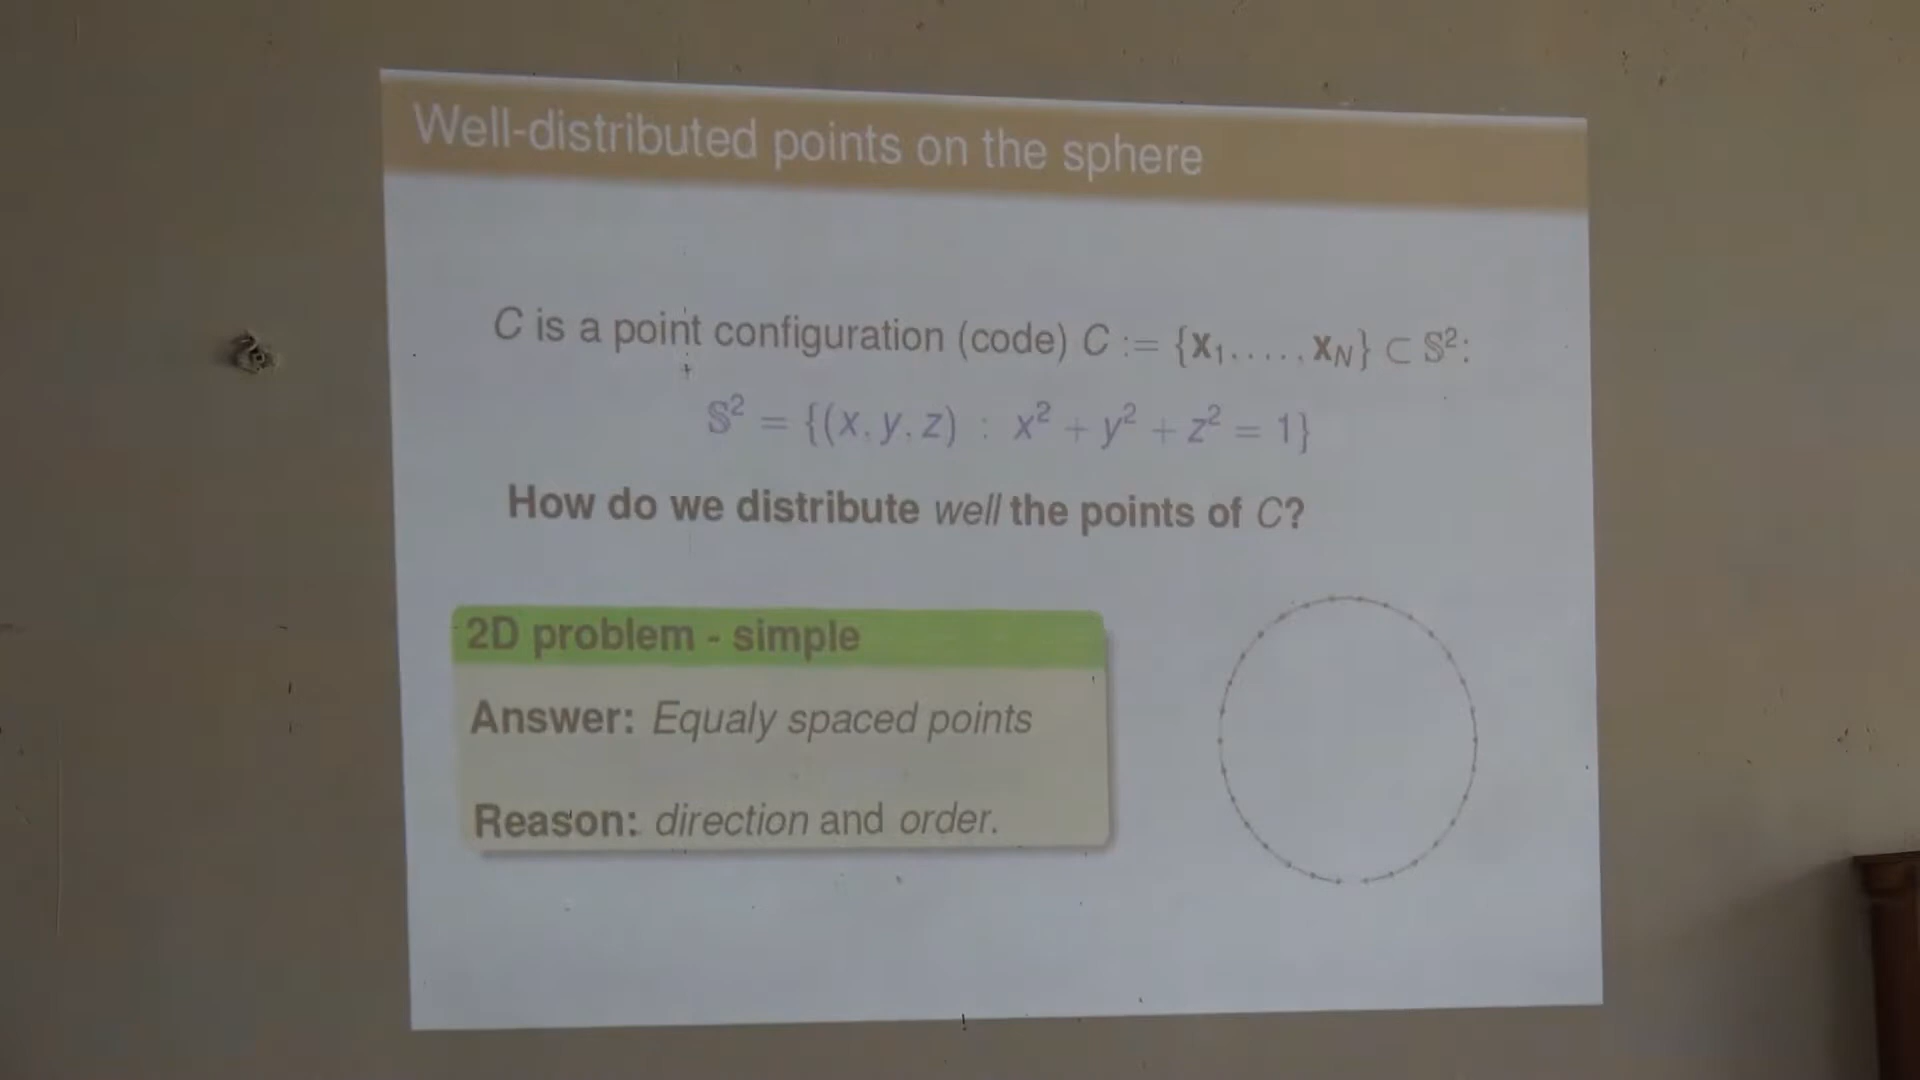 Well-distributed points on the sphere
C is a point configuration (code) C := {x₁, . . . , x_N} ⊂ 𝕊²:
𝕊² = {(x, y, z) : x² + y² + z² = 1}
How do we distribute well the points of C?
2D problem - simple
Answer: Equaly spaced points
Reason: direction and order.